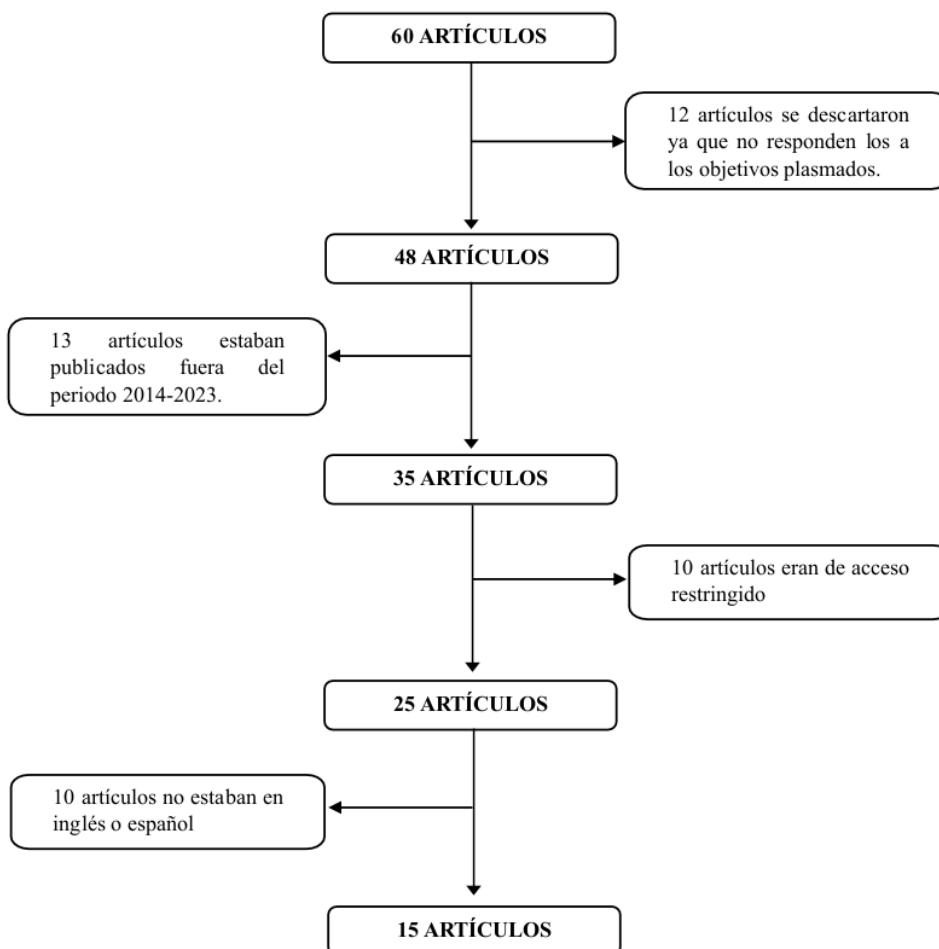 60 ARTÍCULOS
12 artículos se descartaron
ya que no responden los a
los objetivos plasmados.
48 ARTÍCULOS
13 artículos estaban
publicados fuera del
periodo 2014-2023.
35 ARTÍCULOS
10 artículos eran de acceso
restringido
25 ARTÍCULOS
10 artículos no estaban en
inglés o español
15 ARTÍCULOS